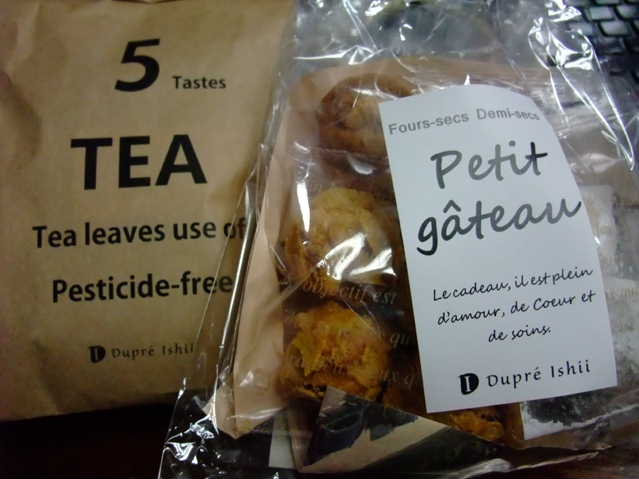 5 Tastes
TEA
Tea leaves use of
Pesticide-free
Dupré Ishii
Fours-secs Demi-secs
Petit
gâteau
Le cadeau, il est plein
d'amour, de Coeur et
de soins.
Dupré Ishii